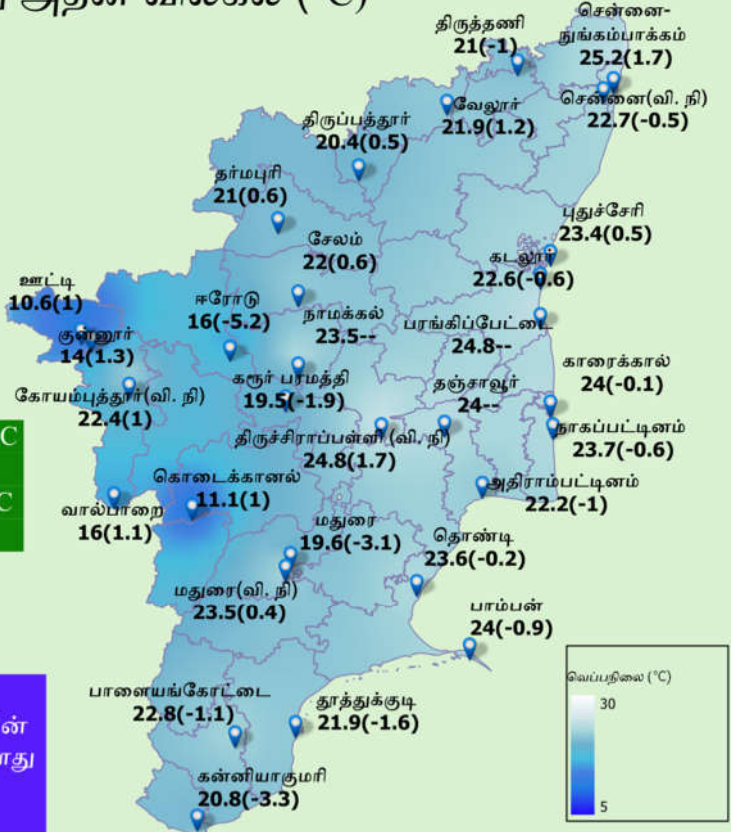 அதன் விலகல் (°C)
சென்னை-
நுங்கம்பாக்கம்
25.2(1.7)
திருத்தணி
21(-1)
சென்னை(வி. நி)
22.7(-0.5)
வேலூர்
21.9(1.2)
திருப்பத்தூர்
20.4(0.5)
தர்மபுரி
21(0.6)
புதுச்சேரி
23.4(0.5)
சேலம்
22(0.6)
கடலூர்
22.6(-0.6)
ஊட்டி
10.6(1)
ஈரோடு
16(-5.2)
நாமக்கல்
23.5--
பரங்கிப்பேட்டை
24.8--
குன்னூர்
14(1.3)
காரைக்கால்
24(-0.1)
கரூர் பரமத்தி
19.5(-1.9)
தஞ்சாவூர்
24--
கோயம்புத்தூர்(வி. நி)
22.4(1)
நாகப்பட்டினம்
23.7(-0.6)
திருச்சிராப்பள்ளி (வி. நி)
24.8(1.7)
C
கொடைக்கானல்
11.1(1)
அதிராம்பட்டினம்
22.2(-1)
C
வால்பாறை
16(1.1)
மதுரை
19.6(-3.1)
தொண்டி
23.6(-0.2)
மதுரை(வி. நி)
23.5(0.4)
பாம்பன்
24(-0.9)
வெப்பநிலை (°C)
30
5
பாளையங்கோட்டை
22.8(-1.1)
தூத்துக்குடி
21.9(-1.6)
ன்
து
கன்னியாகுமரி
20.8(-3.3)